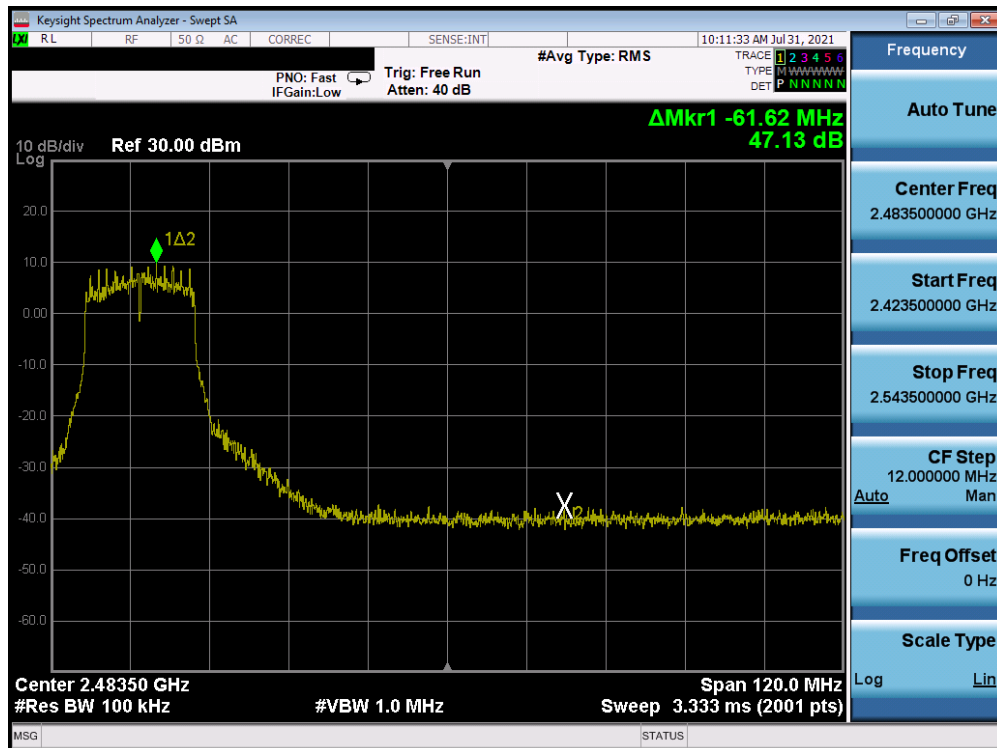 Keysight Spectrum Analyzer - Swept SA
LXI RL RF 50 Ω AC CORREC SENSE:INT 10:11:33 AM Jul 31, 2021
#Avg Type: RMS TRACE 1 2 3 4 5 6
PNO: Fast Trig: Free Run TYPE M WWWWW
IFGain:Low Atten: 40 dB DET P N N N N N
ΔMkr1 -61.62 MHz
47.13 dB
10 dB/div Ref 30.00 dBm
Log
20.0
1Δ2
10.0
0.00
-10.0
-20.0
-30.0
-40.0
X2
-50.0
-60.0
Center 2.48350 GHz Span 120.0 MHz
#Res BW 100 kHz #VBW 1.0 MHz Sweep 3.333 ms (2001 pts)
MSG STATUS
Frequency
Auto Tune
Center Freq
2.483500000 GHz
Start Freq
2.423500000 GHz
Stop Freq
2.543500000 GHz
CF Step
12.000000 MHz
Auto Man
Freq Offset
0 Hz
Scale Type
Log Lin